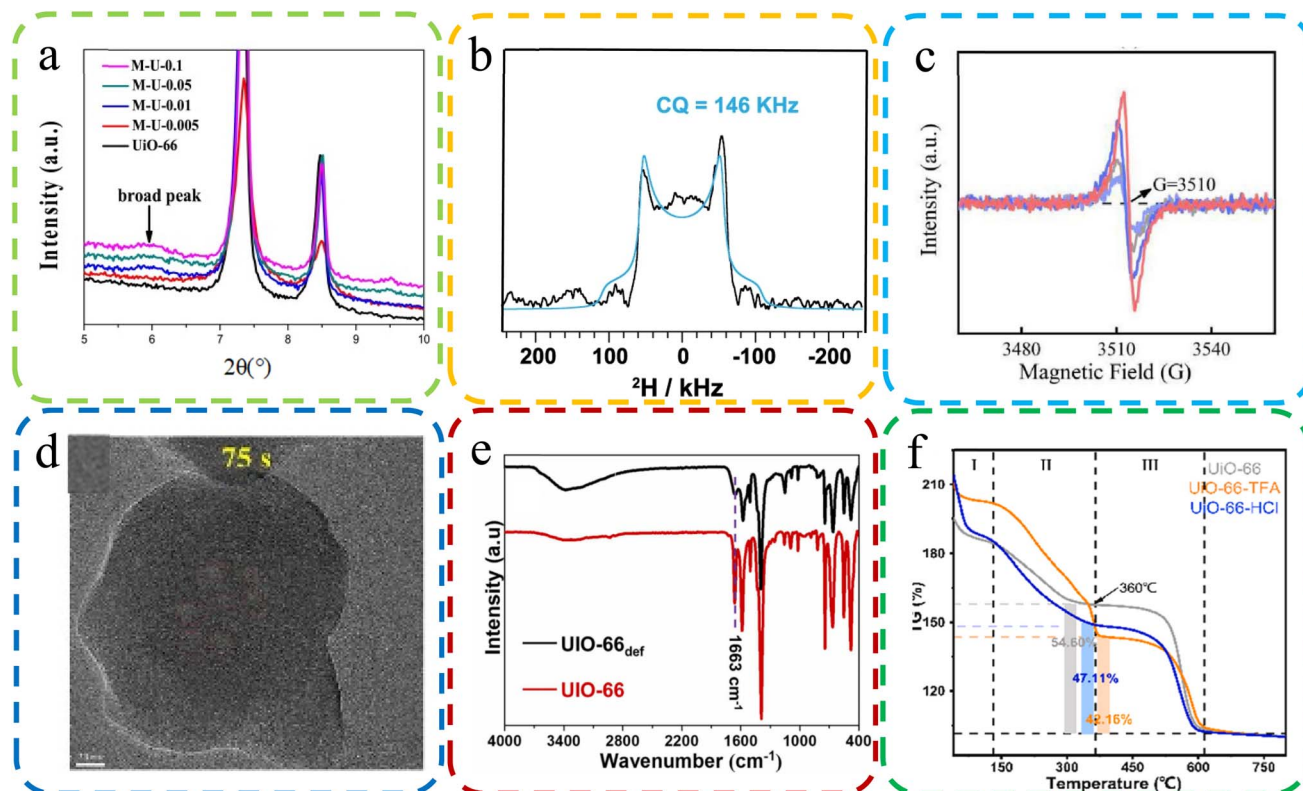 a
M-U-0.1
M-U-0.05
M-U-0.01
M-U-0.005
UiO-66
broad peak
Intensity (a.u.)
5 6 7 8 9 10
2θ(°)
b
CQ = 146 KHz
200 100 0 -100 -200
²H / kHz
c
G=3510
Intensity (a.u.)
3480 3510 3540
Magnetic Field (G)
d
75 s
e
Intensity (a.u)
1663 cm⁻¹
UIO-66def
UIO-66
4000 3400 2800 2200 1600 1000 400
Wavenumber (cm⁻¹)
f
I II III
UiO-66
UIO-66-TFA
UiO-66-HCl
210
180
150
120
(%)
360℃
54.60%
47.11%
42.16%
150 300 450 600 750
Temperature (℃)